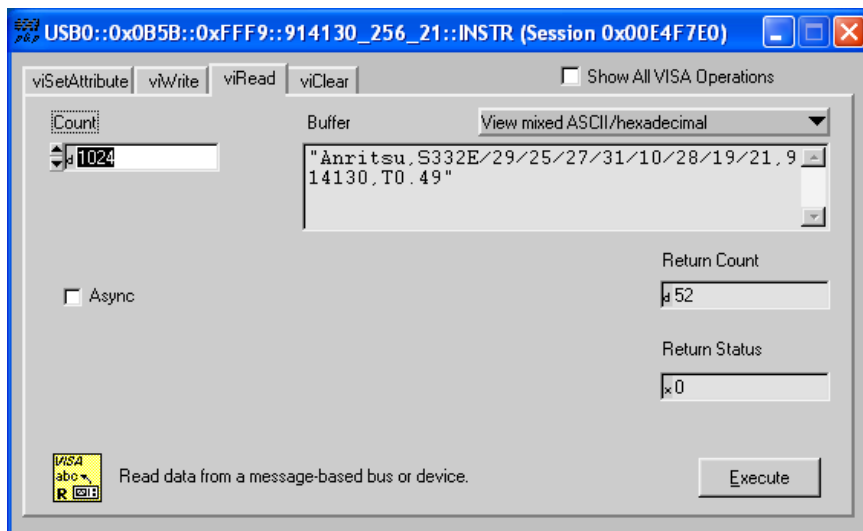 USB0::0x0B5B::0xFFF9::914130_256_21::INSTR (Session 0x00E4F7E0)
viSetAttribute viWrite viRead viClear Show All VISA Operations
Count Buffer View mixed ASCII/hexadecimal
d 1024
"Anritsu,S332E/29/25/27/31/10/28/19/21,9
14130,T0.49"
Return Count
d 52
Async
Return Status
x 0
VISA
abc
R
Read data from a message-based bus or device.
Execute